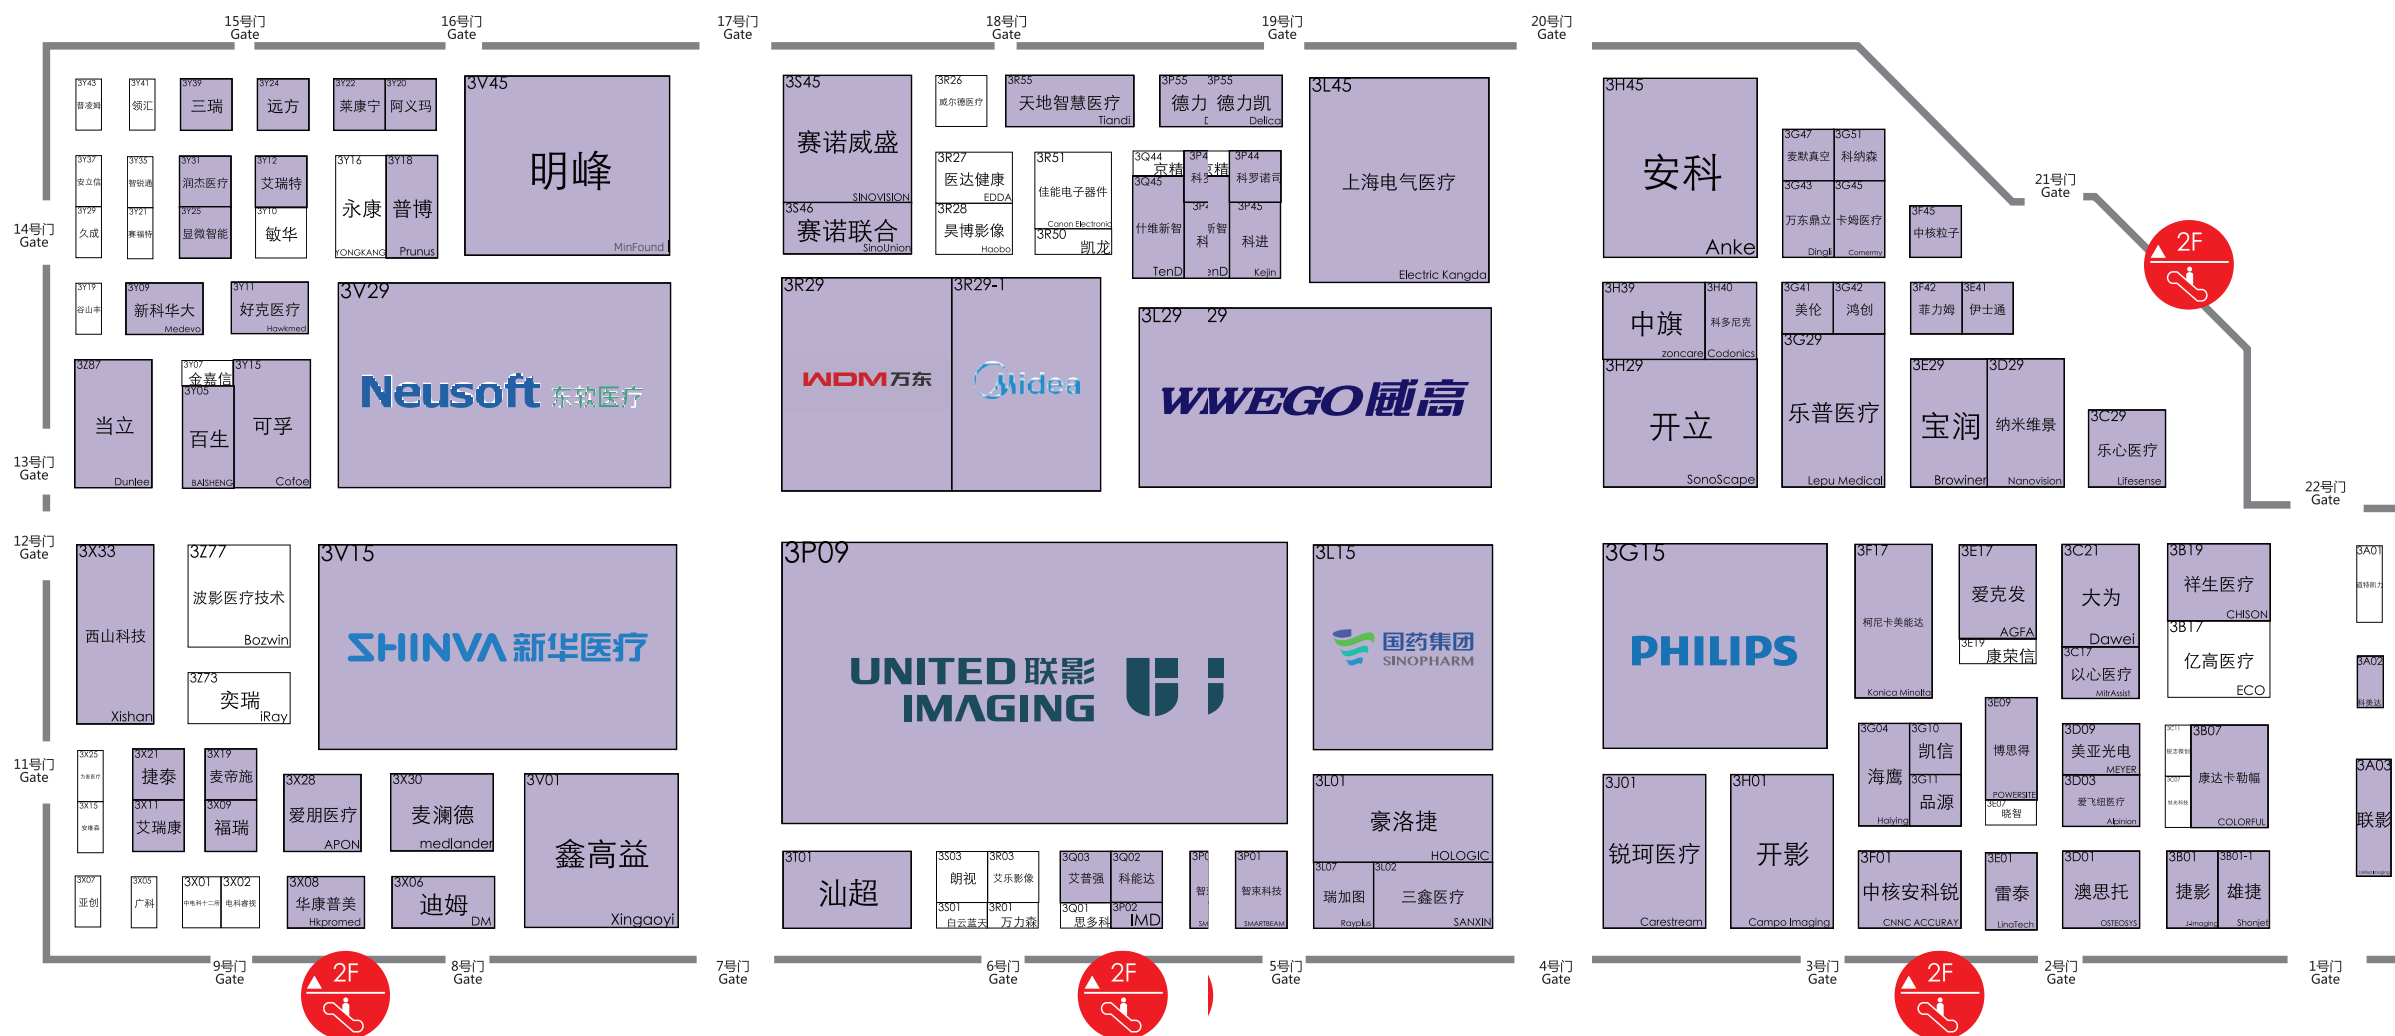 15号门
Gate
16号门
Gate
17号门
Gate
18号门
Gate
19号门
Gate
20号门
Gate
3Y43
普凌姆
3Y41
领汇
3Y39
三瑞
3Y24
远方
3Y22
莱康宁
3Y20
阿义玛
3V45
明峰
MinFound
3S45
赛诺威盛
SINOVISION
3S46
赛诺联合
SinoUnion
3R26
威尔德医疗
3R55
天地智慧医疗
Tiandi
3P55
德力
3P55
德力凯
Delica
3L45
上海电气医疗
Electric Kangda
3H45
安科
Anke
3G47
麦默真空
3G51
科纳森
3G43
万东鼎立
Dingli
3G45
卡姆医疗
Comermy
3F45
中核粒子
21号门
Gate
2F
3Y37
安立信
3Y35
智锐通
3Y31
润杰医疗
3Y12
艾瑞特
3Y16
永康
YONGKANG
3Y18
普博
Prunus
3Y29
久成
3Y21
赛福特
3Y25
显微智能
3Y10
敏华
14号门
Gate
3R27
医达健康
EDDA
3R28
昊博影像
Haobo
3R51
佳能电子器件
Canon Electronic
3R50
凯龙
3Q44
京精
3Q45
什维新智
TenD
3P4
科
京精
3P44
科罗诺司
新智
科
enD
3P45
科进
Kejin
3Y19
谷山丰
3Y09
新科华大
Medevo
3Y11
好克医疗
Hawkmed
3V29
Neusoft 东软医疗
3R29
WDM 万东
3R29-1
Midea
3L29
29
WWEGO威高
3H39
中旗
zoncare
3H40
科多尼克
Codonics
3H29
开立
SonoScape
3G41
美伦
3G42
鸿创
3G29
乐普医疗
Lepu Medical
3F42
菲力姆
3E41
伊士通
3E29
宝润
Browiner
3D29
纳米维景
Nanovision
3C29
乐心医疗
Lifesense
3Z87
当立
Dunlee
3Y07
金嘉信
3Y05
百生
BAISHENG
3Y15
可孚
Cofoe
13号门
Gate
22号门
Gate
12号门
Gate
3X33
西山科技
Xishan
3Z77
波影医疗技术
Bozwin
3Z73
奕瑞
iRay
3V15
SHINVA 新华医疗
3P09
UNITED 联影
IMAGING
3L15
国药集团
SINOPHARM
3G15
PHILIPS
3F17
柯尼卡美能达
Konica Minolta
3E17
爱克发
AGFA
3E19
康荣信
3C21
大为
Dawei
3C17
以心医疗
MitrAssist
3B19
祥生医疗
CHISON
3B17
亿高医疗
ECO
3A01
3A02
科美达
11号门
Gate
3X25
3X21
捷泰
3X19
麦帝施
3X15
安维森
3X11
艾瑞康
3X09
福瑞
3X28
爱朋医疗
APON
3X30
麦澜德
medlander
3V01
鑫高益
Xingaoyi
3L01
豪洛捷
HOLOGIC
3L07
瑞加图
Rayplus
3L02
三鑫医疗
SANXIN
3J01
锐珂医疗
Carestream
3H01
开影
Campo Imaging
3G04
海鹰
Haiying
3G10
凯信
3G11
品源
3E09
博思得
POWERSITE
3E07
晓智
3D09
美亚光电
MEYER
3D03
爱飞纽医疗
Alpinion
3C11
3C07
3B07
康达卡勒幅
COLORFUL
3A03
联影
United Imaging
3X07
亚创
3X05
广科
3X01
中电科十二所
3X02
电科睿视
3X08
华康普美
Hkpromed
3X06
迪姆
DM
3T01
汕超
3S03
朗视
3R03
艾乐影像
3S01
白云蓝天
3R01
万力森
3Q03
艾普强
3Q02
科能达
3Q01
思多科
3P02
IMD
3P0
SM
3P01
智束科技
SMARTBEAM
3F01
中核安科锐
CNNC ACCURAY
3E01
雷泰
LinaTech
3D01
澳思托
OSTEOSYS
3B01
捷影
J-imaging
3B01-1
雄捷
Shonjet
9号门
Gate
2F
8号门
Gate
7号门
Gate
6号门
Gate
2F
5号门
Gate
4号门
Gate
3号门
Gate
2F
2号门
Gate
1号门
Gate